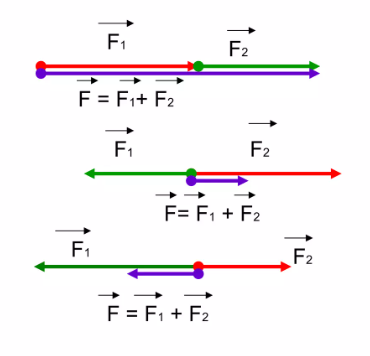 F₁ F₂
F = F₁+ F₂
F₁ F₂
F= F₁ + F₂
F₁ F₂
F = F₁ + F₂